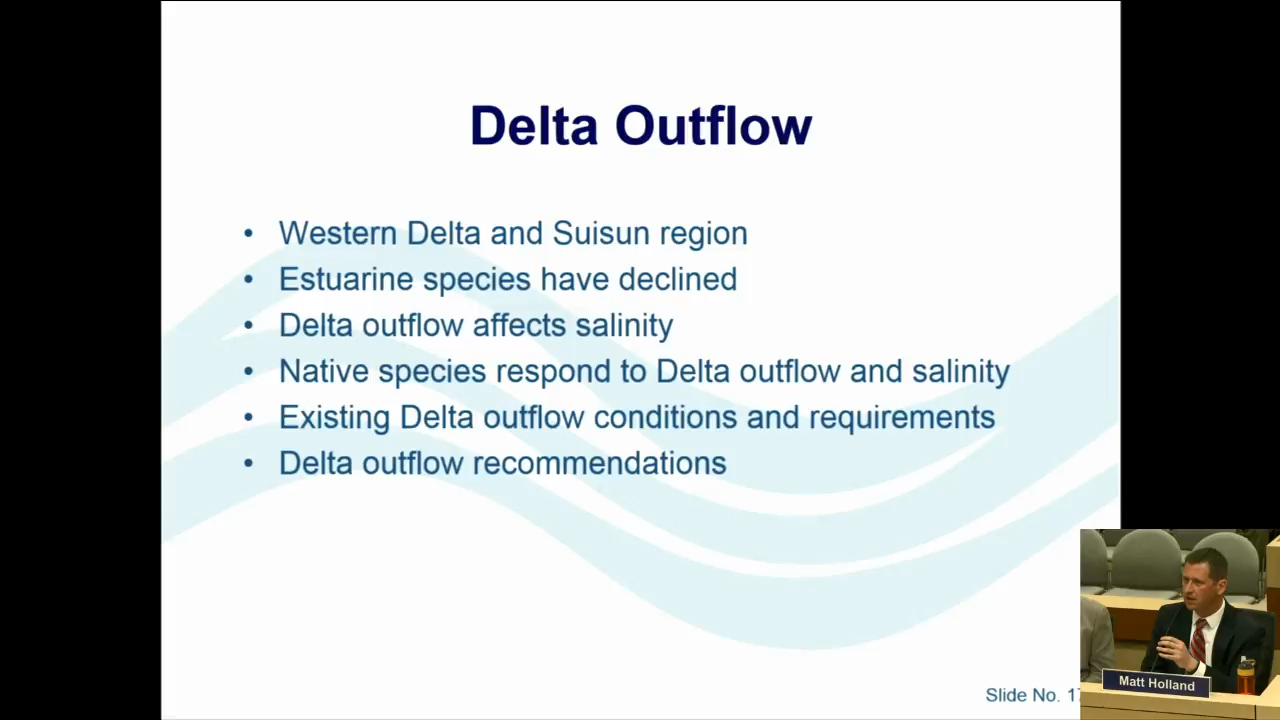 Delta Outflow
• Western Delta and Suisun region
• Estuarine species have declined
• Delta outflow affects salinity
• Native species respond to Delta outflow and salinity
• Existing Delta outflow conditions and requirements
• Delta outflow recommendations
Slide No. 17
Matt Holland